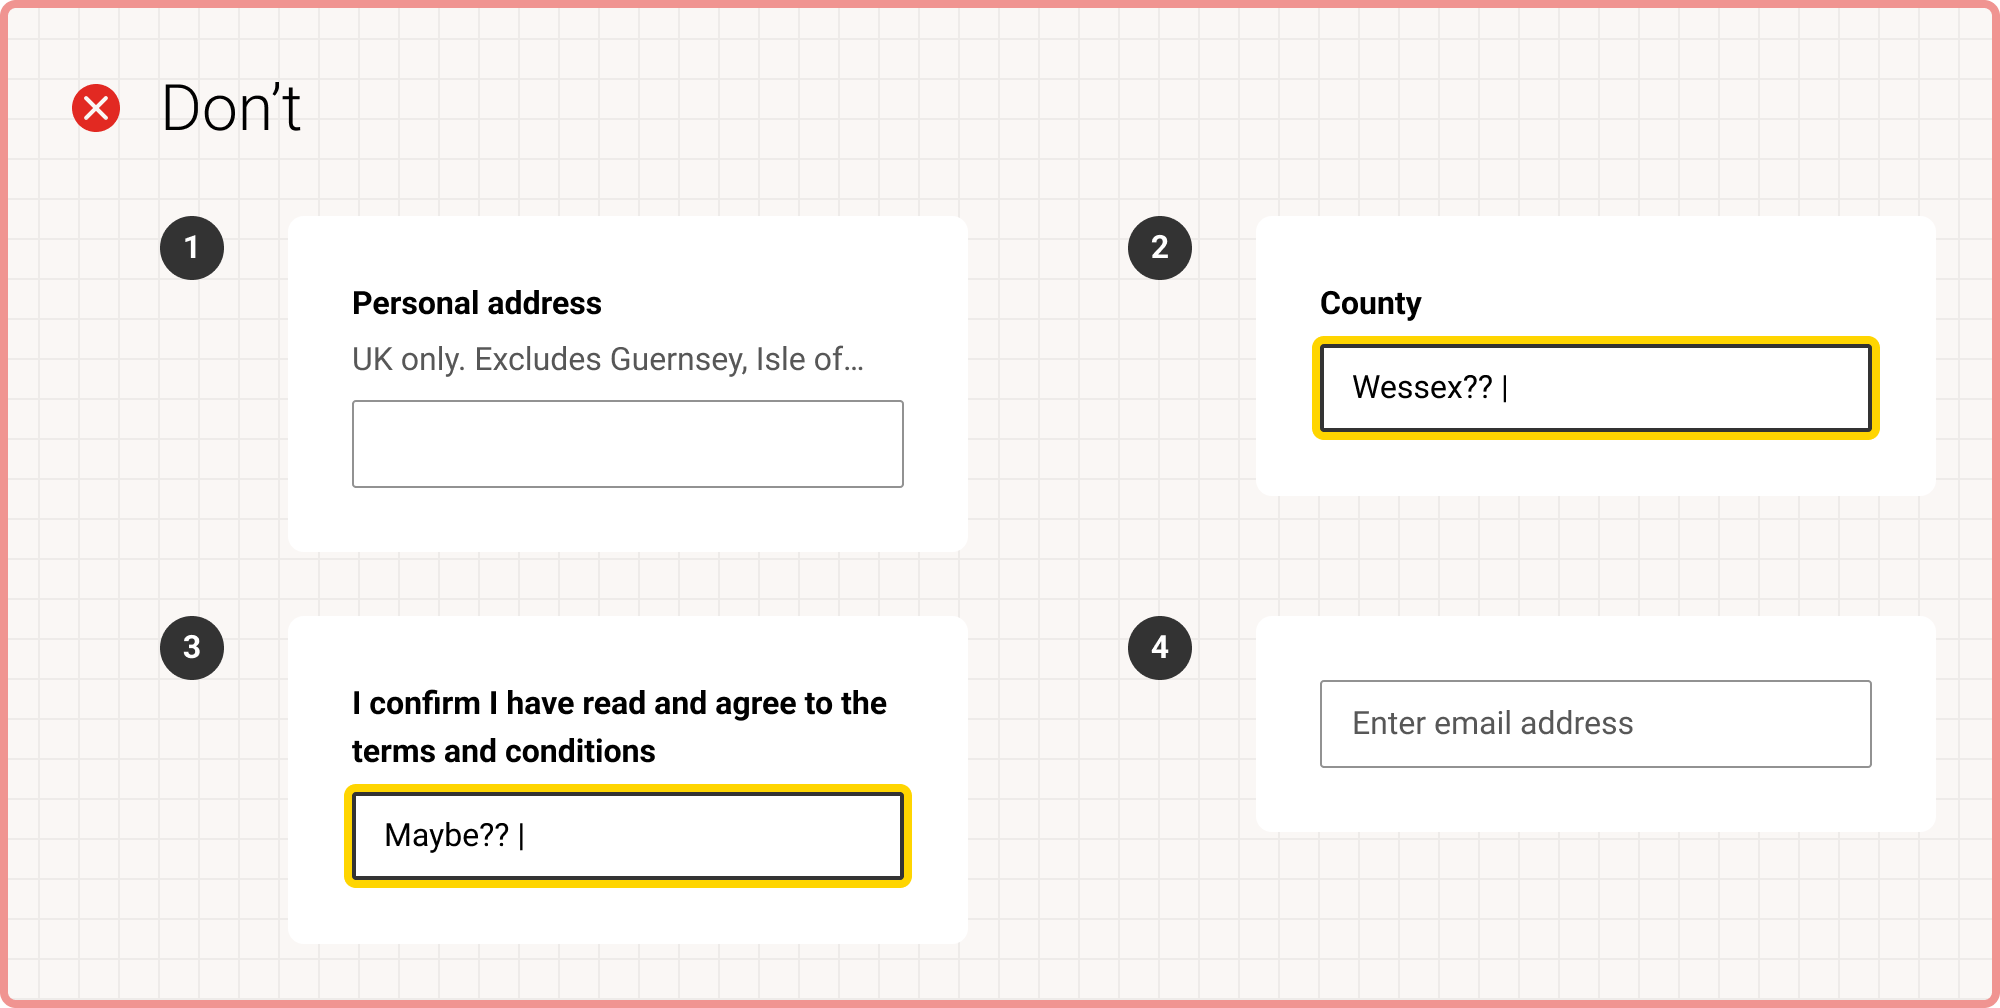 Don’t
1
Personal address
UK only. Excludes Guernsey, Isle of...
2
County
Wessex?? |
3
I confirm I have read and agree to the
terms and conditions
Maybe?? |
4
Enter email address